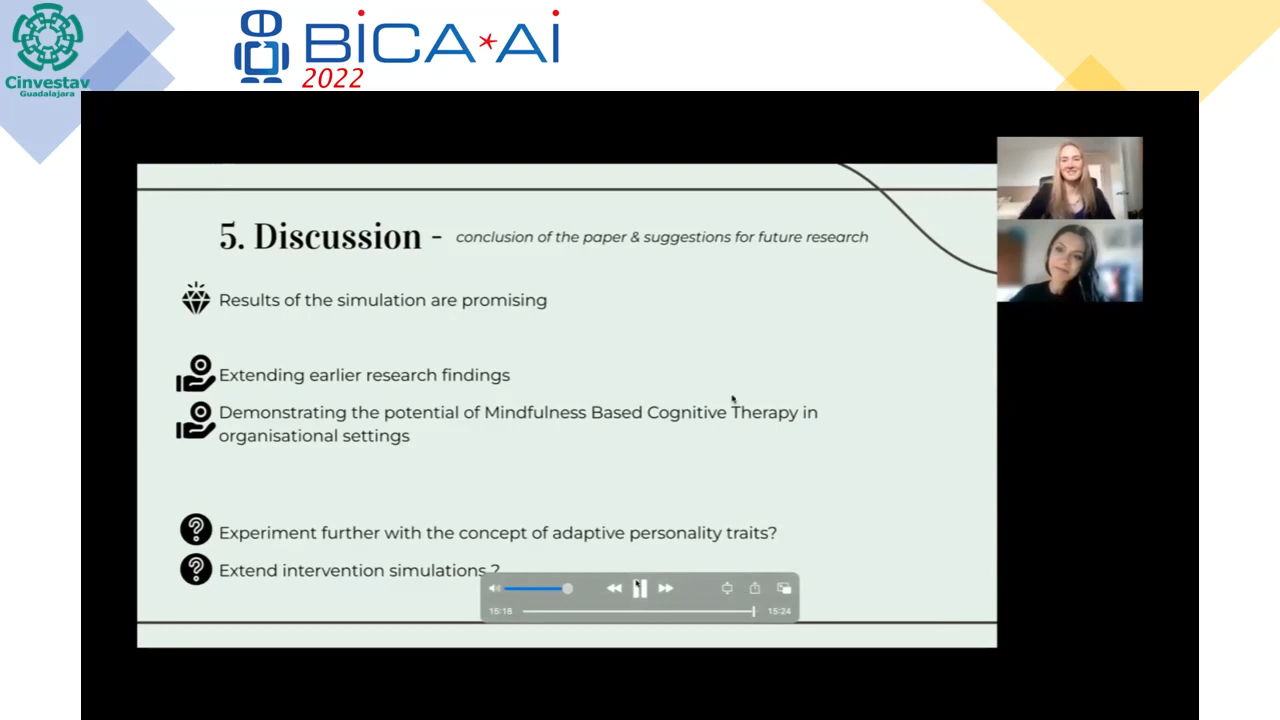 Cinvestav
Guadalajara
BiCA*Ai
2022
5. Discussion - conclusion of the paper & suggestions for future research
Results of the simulation are promising
Extending earlier research findings
Demonstrating the potential of Mindfulness Based Cognitive Therapy in
organisational settings
Experiment further with the concept of adaptive personality traits?
Extend intervention simulations ?
15:18
15:24